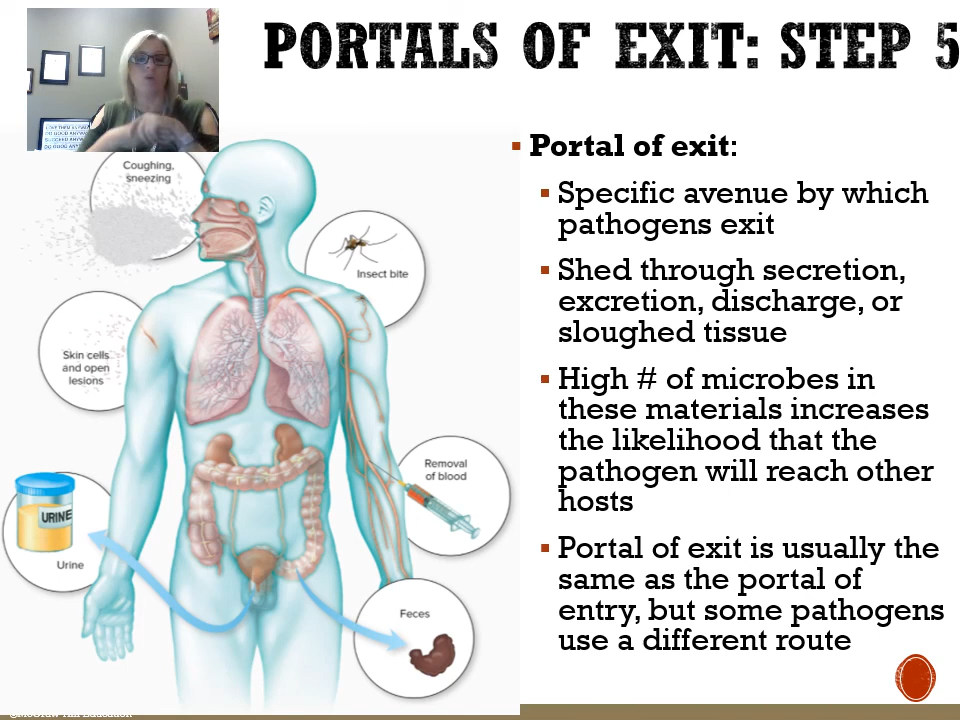 PORTALS OF EXIT: STEP 5
Portal of exit:
Specific avenue by which
pathogens exit
Shed through secretion,
excretion, discharge, or
sloughed tissue
High # of microbes in
these materials increases
the likelihood that the
pathogen will reach other
hosts
Portal of exit is usually the
same as the portal of
entry, but some pathogens
use a different route
Coughing,
sneezing
Insect bite
Skin cells
and open
lesions
Removal
of blood
URINE
Urine
Feces
©McGraw-Hill Education